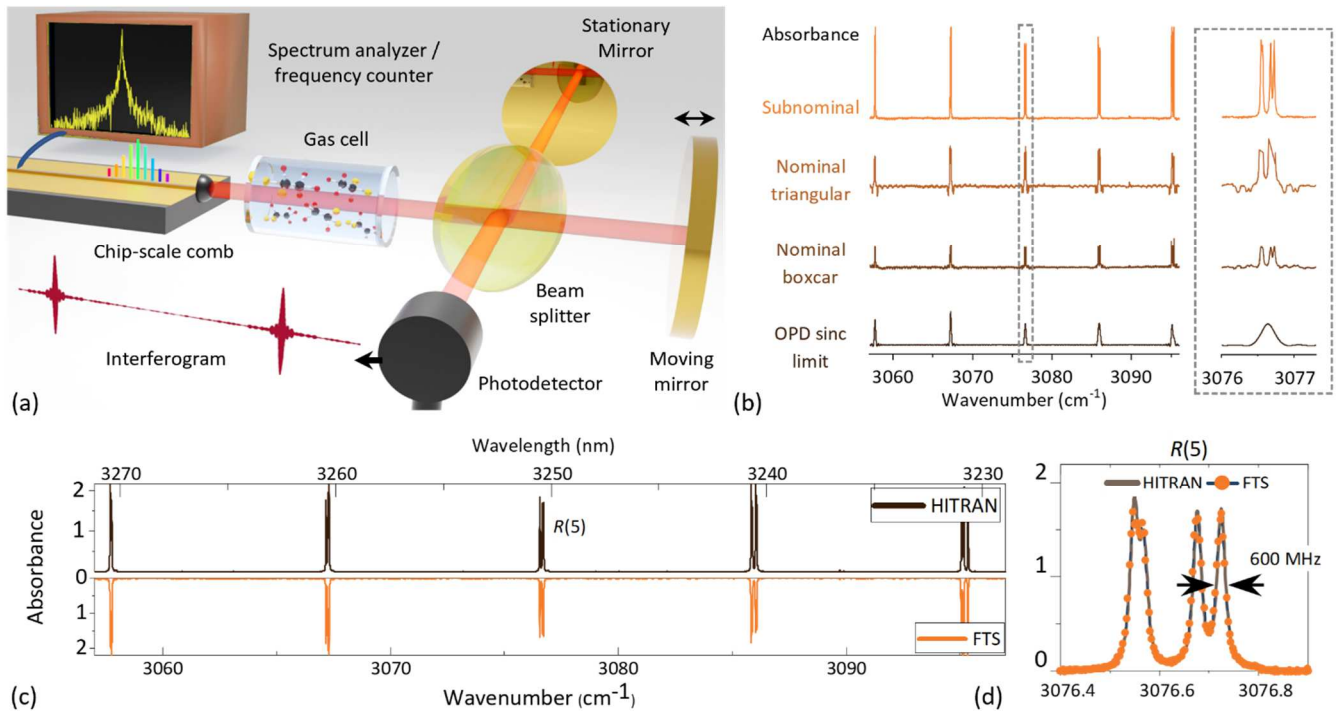 Spectrum analyzer /
frequency counter
Stationary
Mirror
Gas cell
Chip-scale comb
Beam
splitter
Interferogram
Photodetector
Moving
mirror
(a)
Absorbance
Subnominal
Nominal
triangular
Nominal
boxcar
OPD sinc
limit
3060 3070 3080 3090
Wavenumber (cm-1)
3076 3077
(b)
Wavelength (nm)
3270 3260 3250 3240 3230
2
1
0
1
2
Absorbance
HITRAN
R(5)
FTS
3060 3070 3080 3090
Wavenumber (cm-1)
(c)
R(5)
2
1
0
HITRAN FTS
600 MHz
3076.4 3076.6 3076.8
(d)